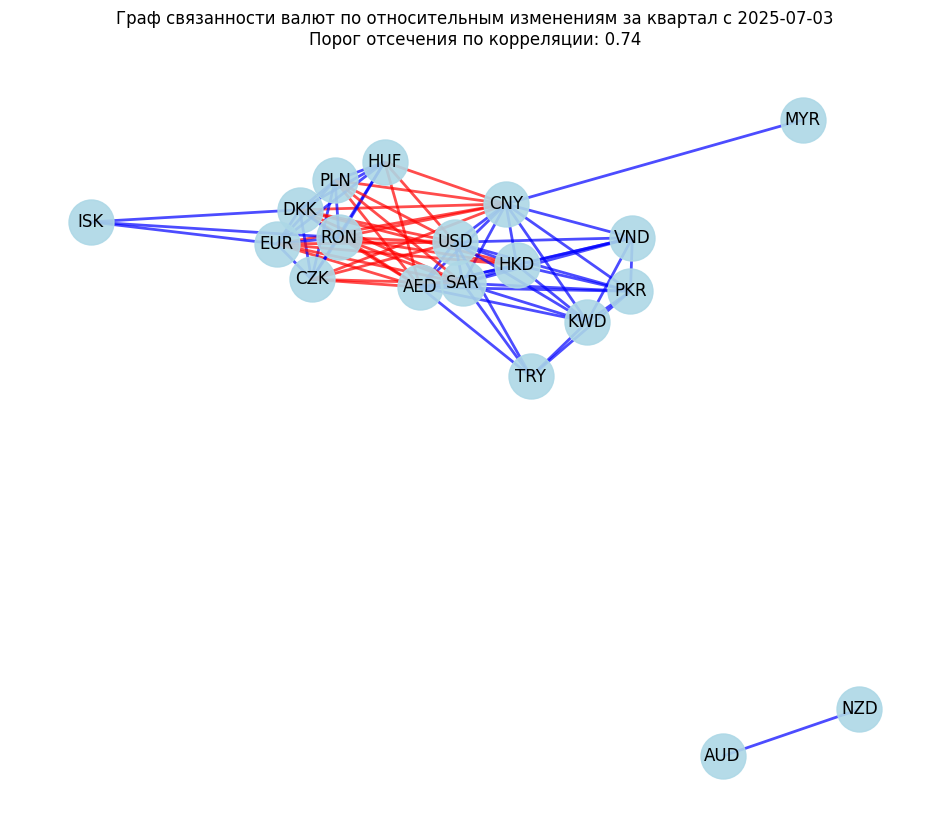 Граф связанности валют по относительным изменениям за квартал с 2025-07-03
Порог отсечения по корреляции: 0.74
MYR
HUF
PLN
DKK
CNY
ISK
EUR
RON
USD
VND
CZK
HKD
AED
SAR
PKR
KWD
TRY
NZD
AUD